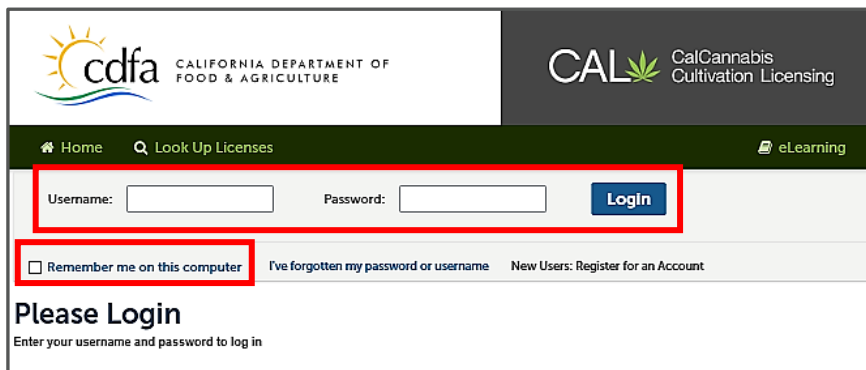 cdfa CALIFORNIA DEPARTMENT OF
FOOD & AGRICULTURE
CAL CalCannabis
Cultivation Licensing
Home Look Up Licenses eLearning
Username: Password: Login
Remember me on this computer I've forgotten my password or username New Users: Register for an Account
Please Login
Enter your username and password to log in